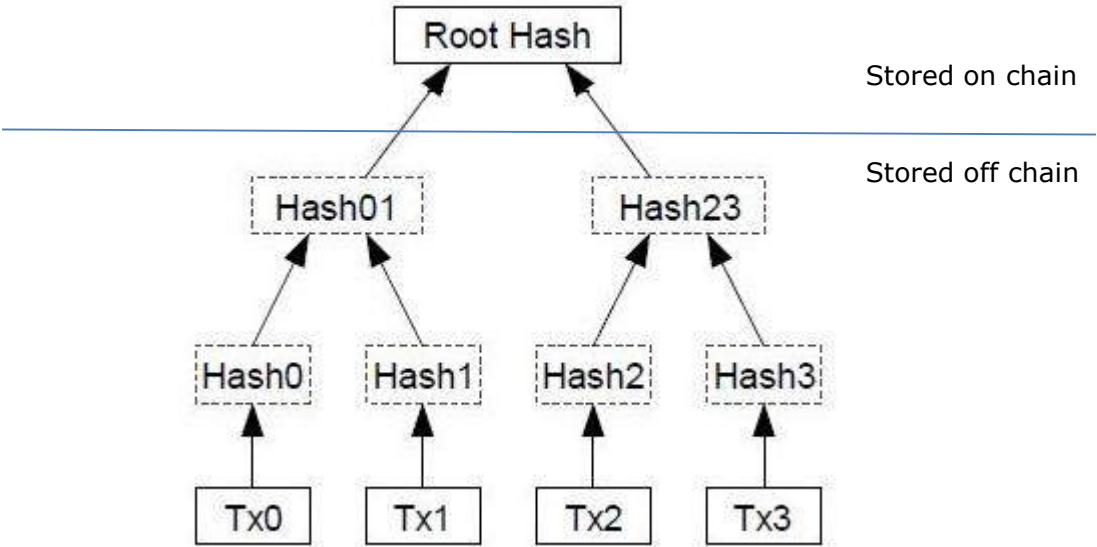 Root Hash
Stored on chain
Stored off chain
Hash01
Hash23
Hash0
Hash1
Hash2
Hash3
Tx0
Tx1
Tx2
Tx3